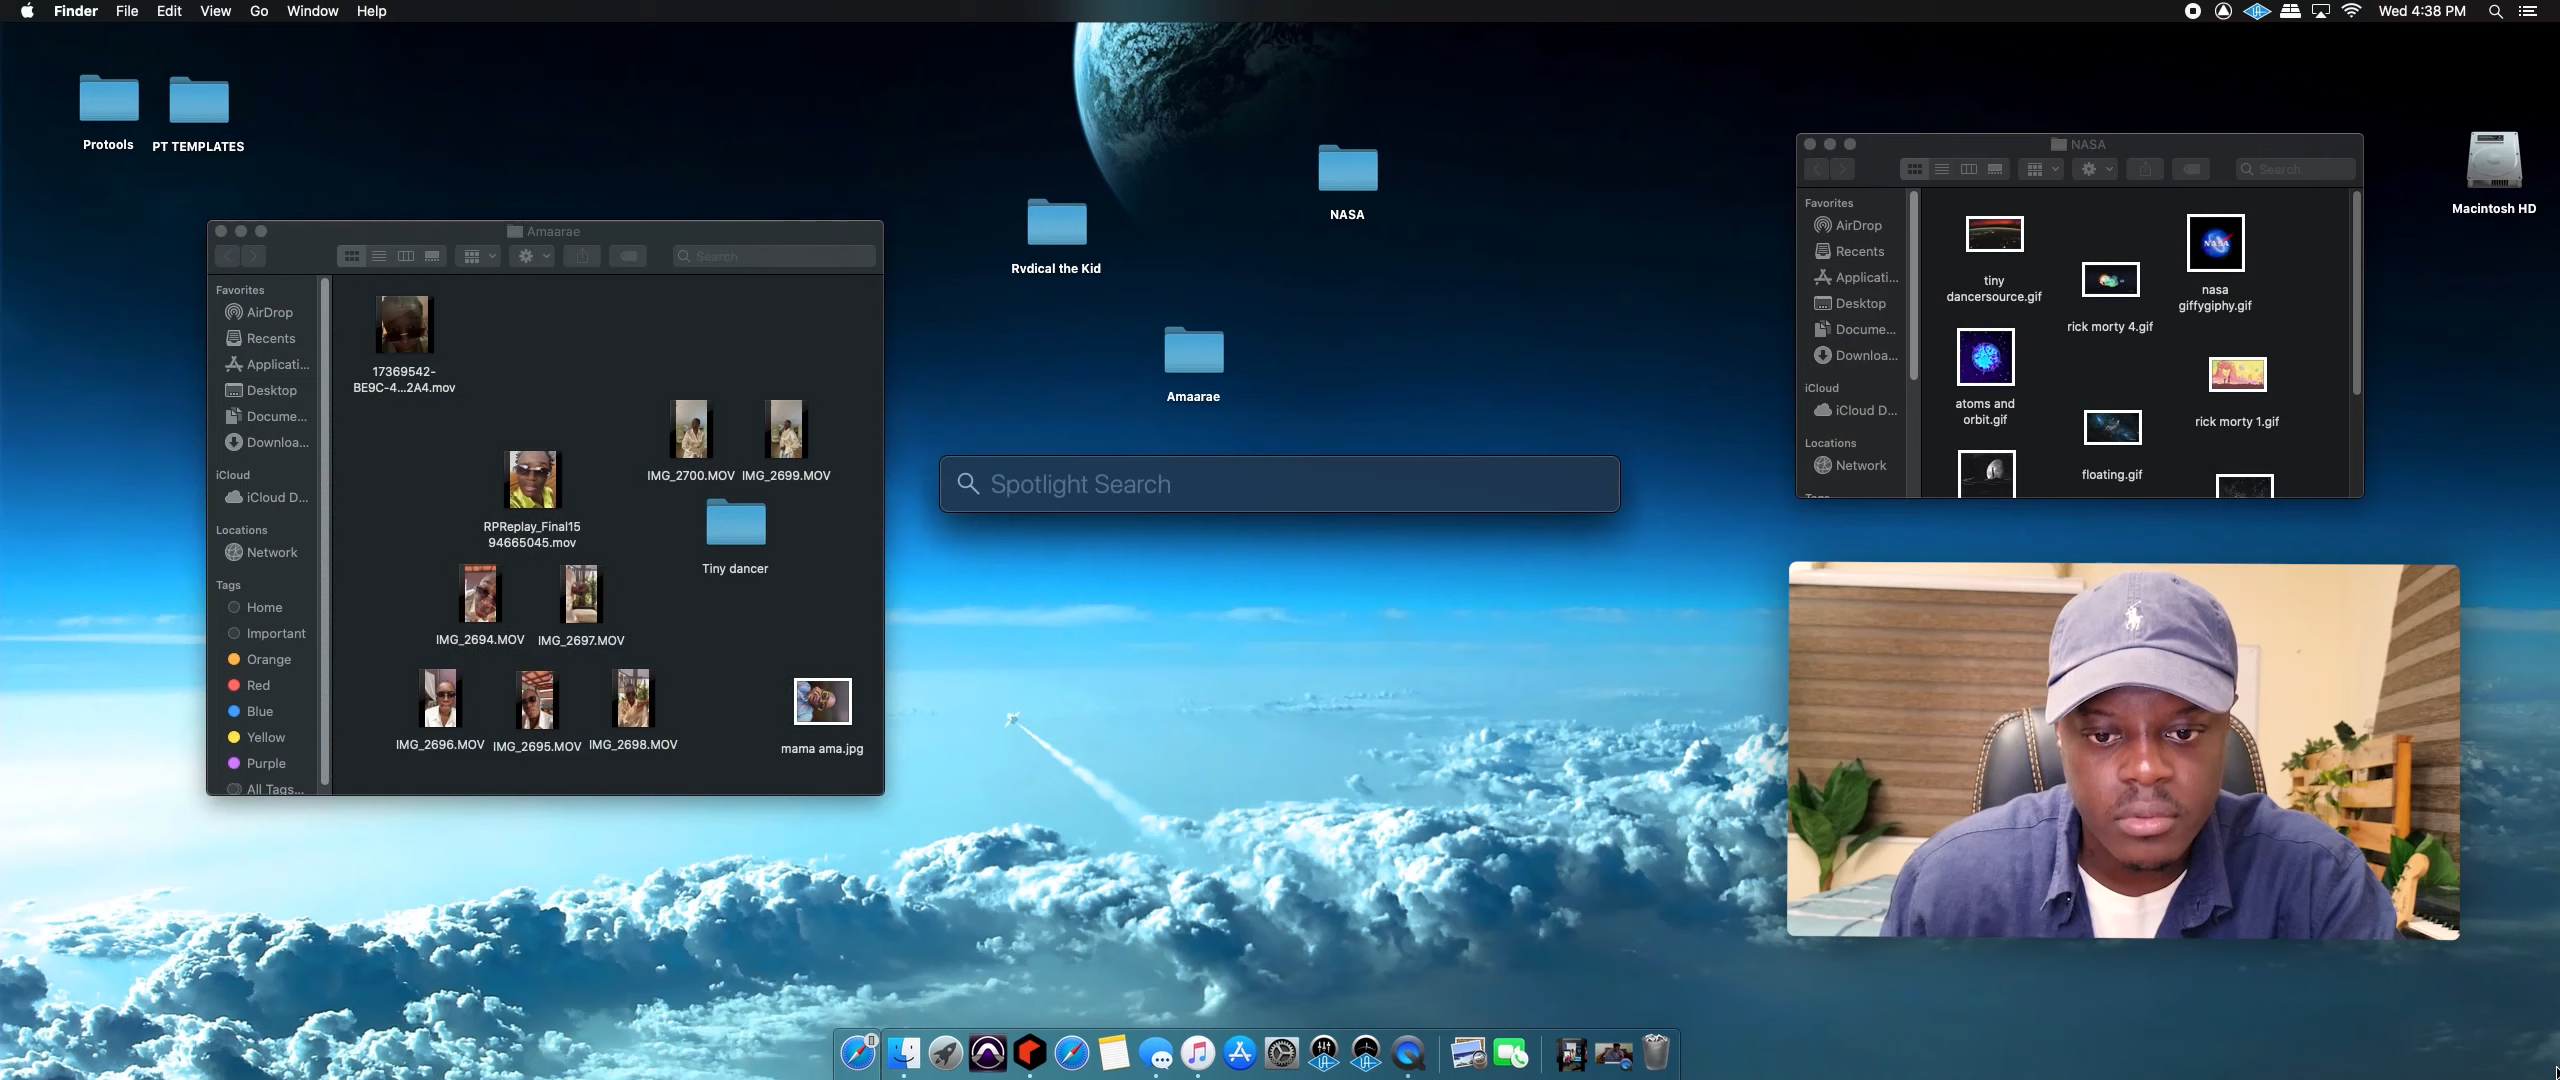 Finder File Edit View Go Window Help
Wed 4:38 PM
Protools
PT TEMPLATES
NASA
Rvdical the Kid
Amaarae
Macintosh HD
Amaarae
Search
Favorites
AirDrop
Recents
Applicati...
Desktop
Docume...
Downloa...
iCloud
iCloud D...
Locations
Network
Tags
Home
Important
Orange
Red
Blue
Yellow
Purple
All Tags...
17369542-
BE9C-4...2A4.mov
IMG_2700.MOV
IMG_2699.MOV
RPReplay_Final15
94665045.mov
Tiny dancer
IMG_2694.MOV
IMG_2697.MOV
IMG_2696.MOV
IMG_2695.MOV
IMG_2698.MOV
mama ama.jpg
Spotlight Search
NASA
Search
Favorites
AirDrop
Recents
Applicati...
Desktop
Docume...
Downloa...
iCloud
iCloud D...
Locations
Network
Tags
tiny
dancersource.gif
NASA
nasa
giffygiphy.gif
rick morty 4.gif
atoms and
orbit.gif
rick morty 1.gif
floating.gif